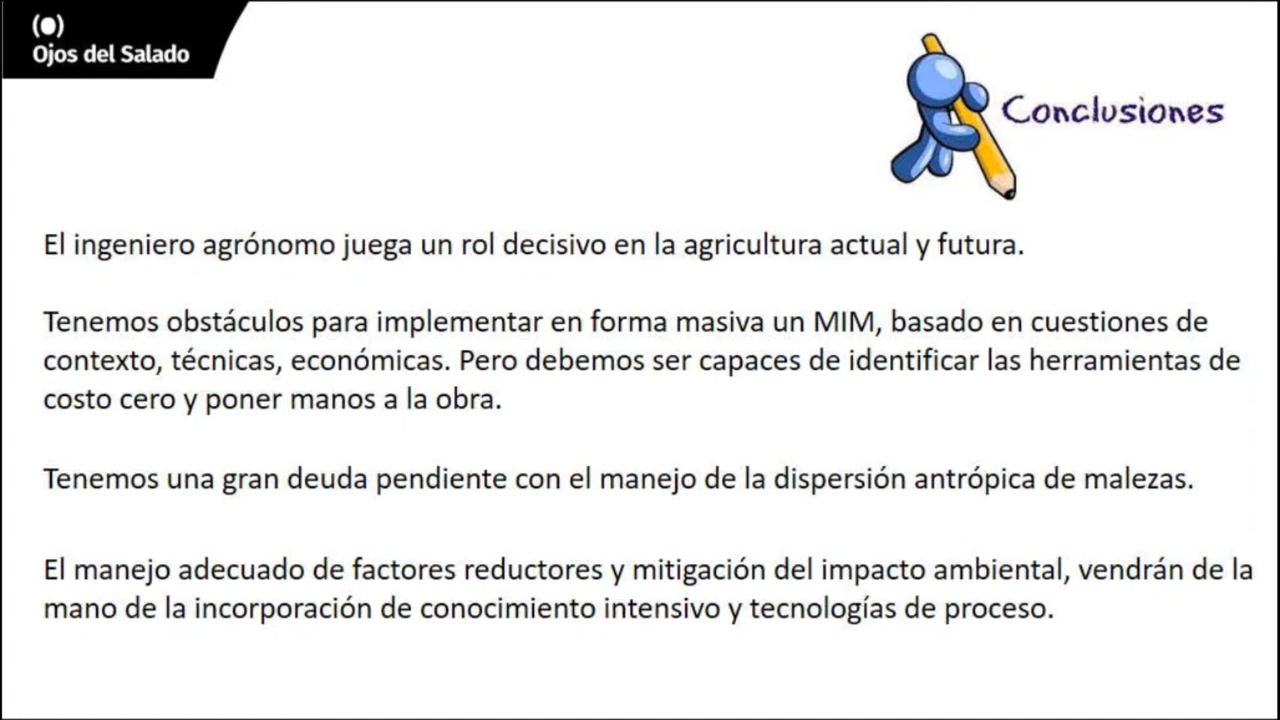 (O)
Ojos del Salado
Conclusiones
El ingeniero agrónomo juega un rol decisivo en la agricultura actual y futura.
Tenemos obstáculos para implementar en forma masiva un MIM, basado en cuestiones de
contexto, técnicas, económicas. Pero debemos ser capaces de identificar las herramientas de
costo cero y poner manos a la obra.
Tenemos una gran deuda pendiente con el manejo de la dispersión antrópica de malezas.
El manejo adecuado de factores reductores y mitigación del impacto ambiental, vendrán de la
mano de la incorporación de conocimiento intensivo y tecnologías de proceso.